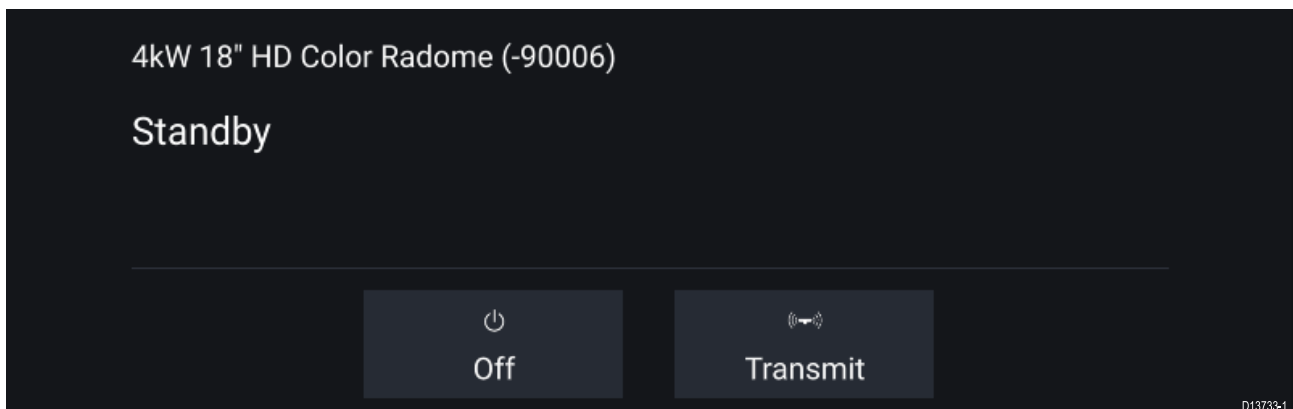 4kW 18" HD Color Radome (-90006)
Standby
Off
Transmit
D13733-1